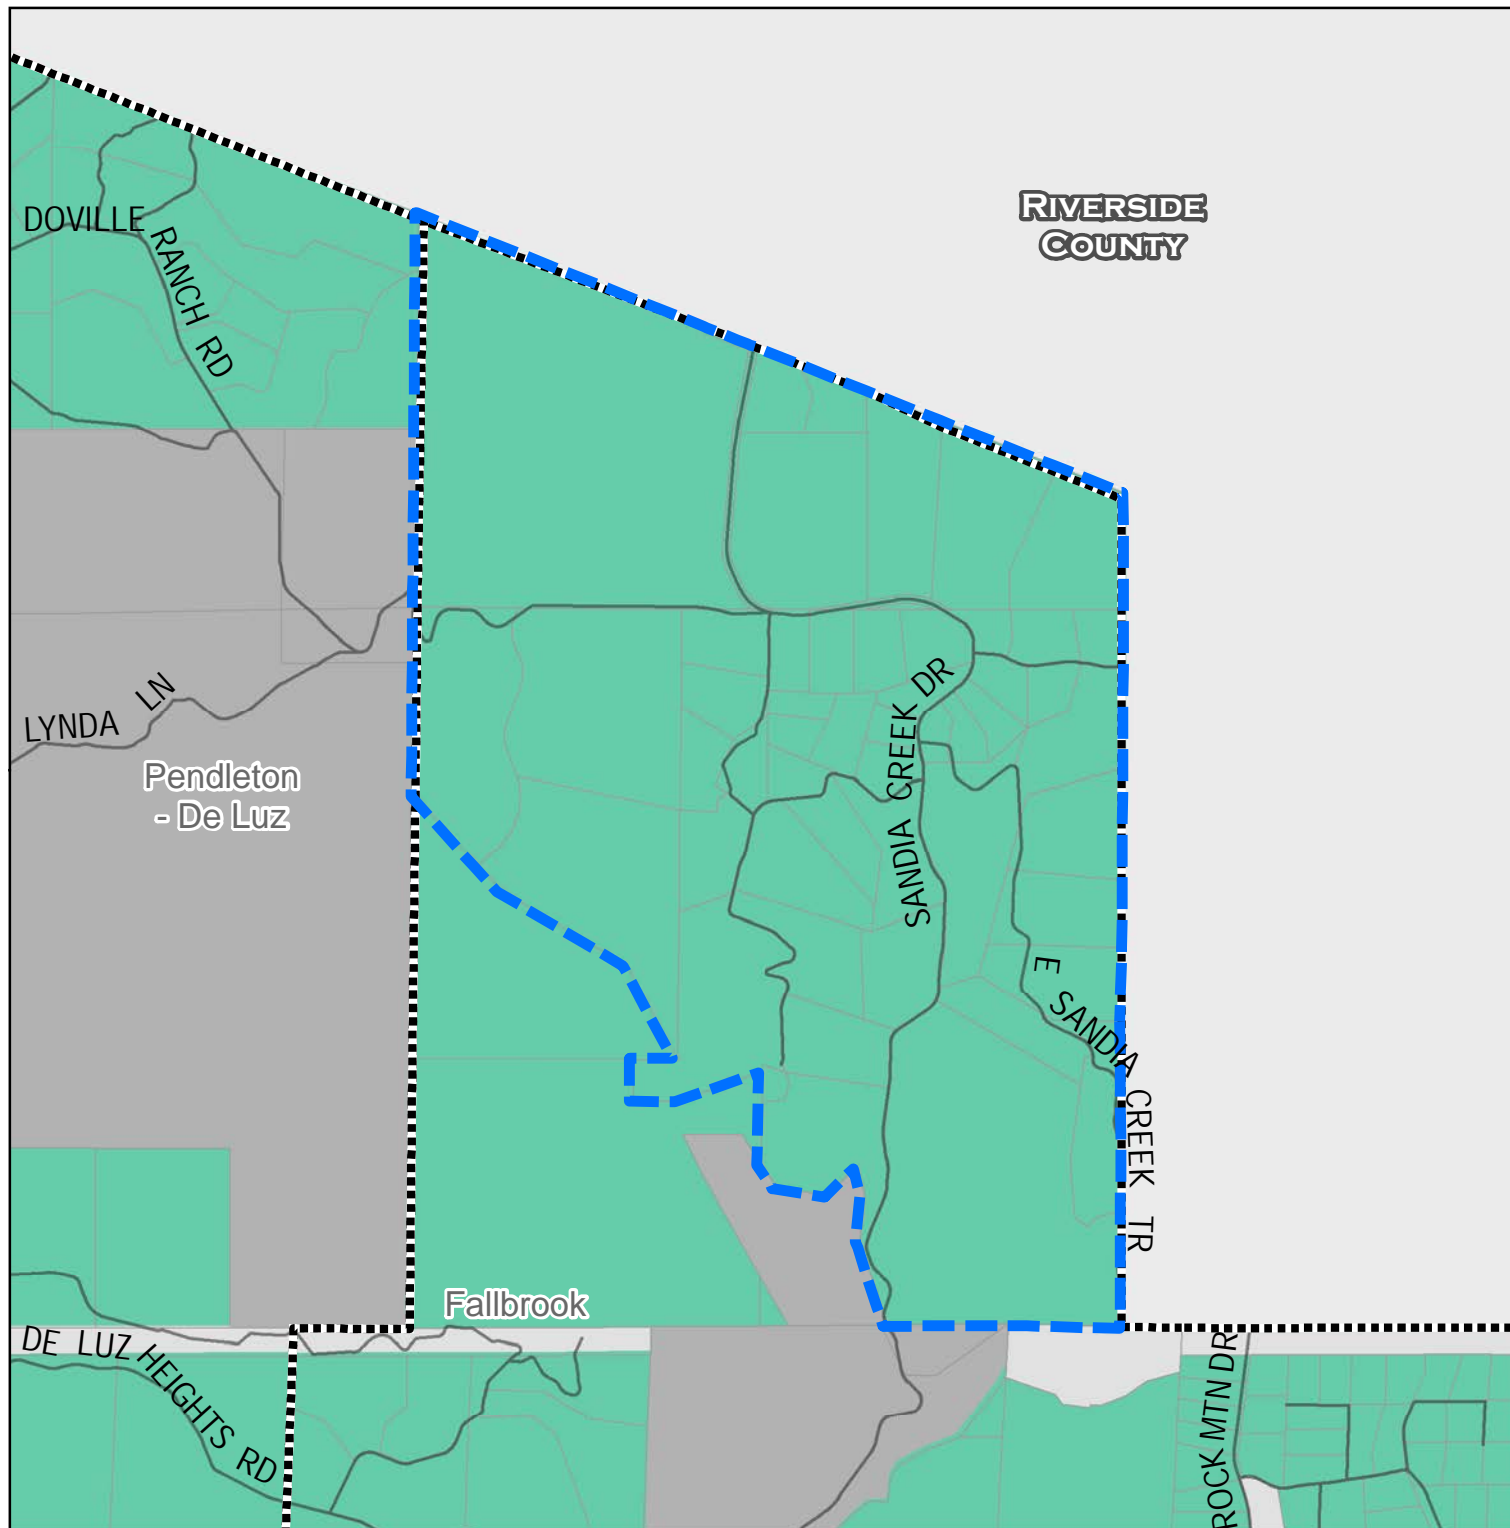 RIVERSIDE
COUNTY
DOVILLE RANCH RD
SANDIA CREEK DR
LYNDA LN
Pendleton
- De Luz
E SANDIA CREEK TR
Fallbrook
DE LUZ HEIGHTS RD
ROCK MTN DR